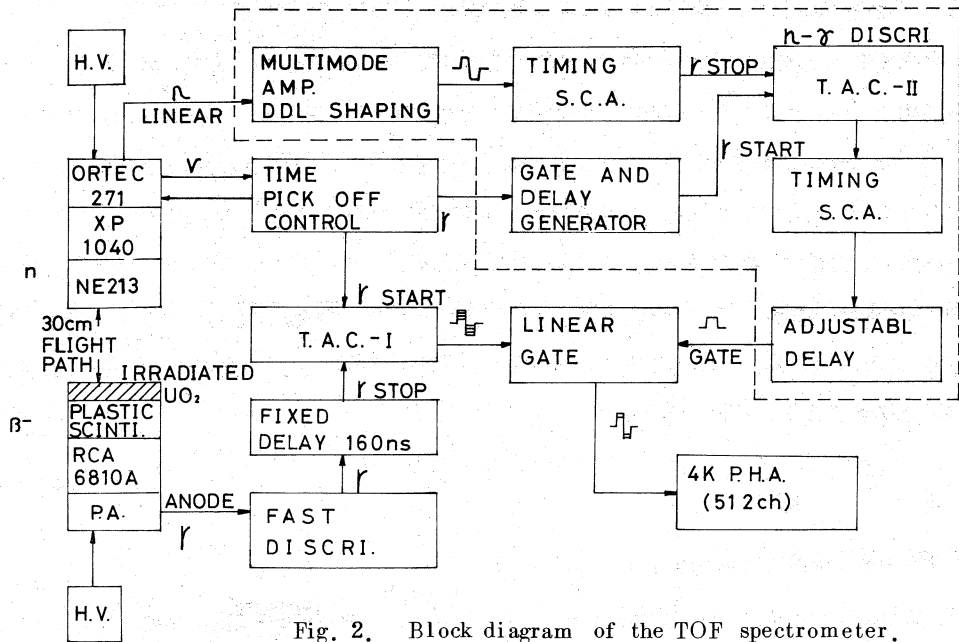 H.V.
n-γ DISCRI
MULTIMODE
AMP.
DDL SHAPING
TIMING
S.C.A.
STOP
T. A. C.-II
LINEAR
START
ORTEC
271
XP
1040
NE213
TIME
PICK OFF
CONTROL
GATE AND
DELAY
GENERATOR
TIMING
S.C.A.
n
30cm
FLIGHT
PATH
START
T. A. C.-I
LINEAR
GATE
GATE
ADJUSTABL
DELAY
IRRADIATED
UO₂
β-
PLASTIC
SCINTI.
RCA
6810A
P.A.
STOP
FIXED
DELAY 160ns
ANODE
FAST
DISCRI.
4K P.H.A.
(512ch)
H.V.
Fig. 2. Block diagram of the TOF spectrometer.